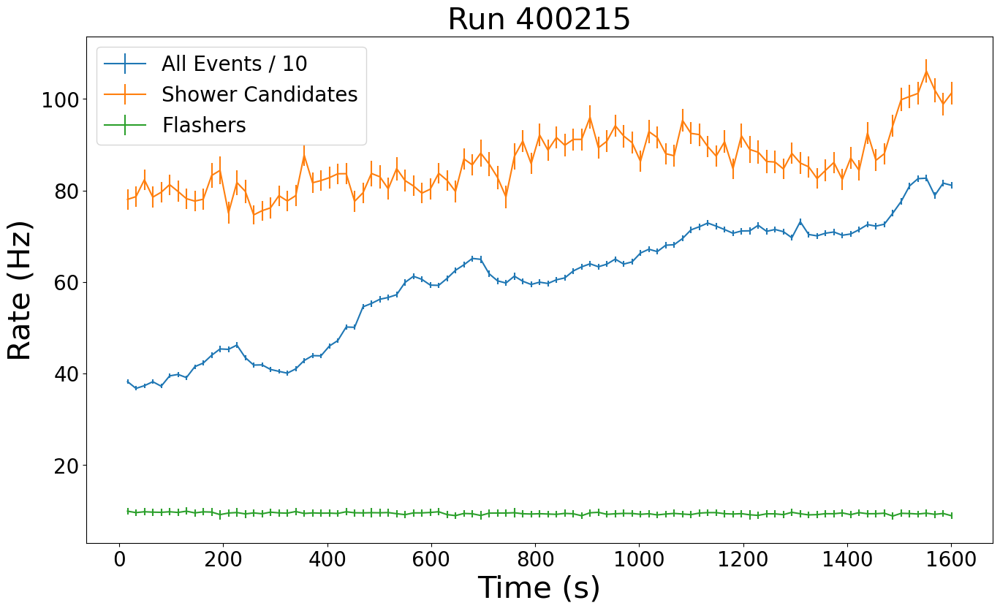 Run 400215
All Events / 10
Shower Candidates
Flashers
Rate (Hz)
100
80
60
40
20
0 200 400 600 800 1000 1200 1400 1600
Time (s)